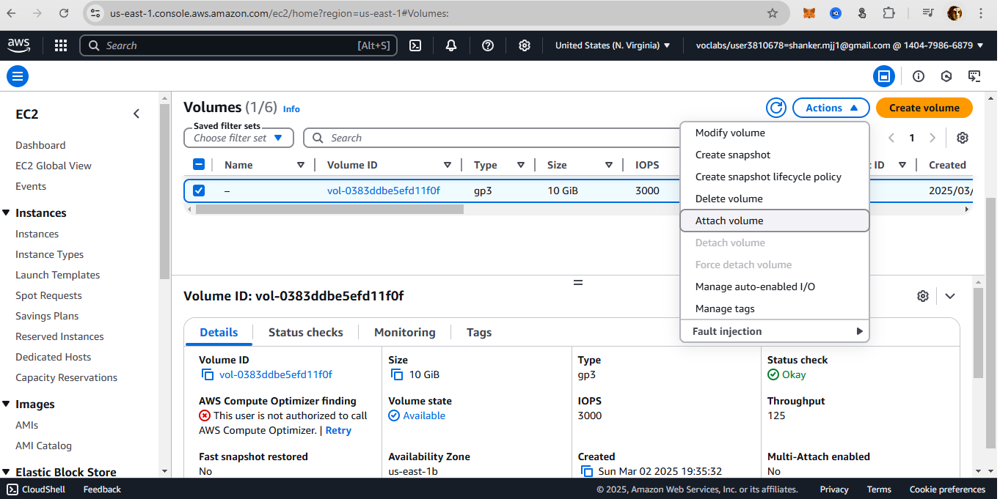 us-east-1.console.aws.amazon.com/ec2/home?region=us-east-1#Volumes:
aws
Search [Alt+S]
United States (N. Virginia)
voclabs/user3810678=shanker.mjj1@gmail.com @ 1404-7986-6879
EC2
Dashboard
EC2 Global View
Events
Instances
Instances
Instance Types
Launch Templates
Spot Requests
Savings Plans
Reserved Instances
Dedicated Hosts
Capacity Reservations
Images
AMIs
AMI Catalog
Elastic Block Store
Volumes (1/6) Info
Actions
Create volume
Saved filter sets
Choose filter set
Search
1
Name Volume ID Type Size IOPS ID Created
– vol-0383ddbe5efd11f0f gp3 10 GiB 3000 2025/03/
Modify volume
Create snapshot
Create snapshot lifecycle policy
Delete volume
Attach volume
Detach volume
Force detach volume
Manage auto-enabled I/O
Manage tags
Fault injection
Volume ID: vol-0383ddbe5efd11f0f
Details Status checks Monitoring Tags
Volume ID
vol-0383ddbe5efd11f0f
Size
10 GiB
Type
gp3
Status check
Okay
AWS Compute Optimizer finding
This user is not authorized to call
AWS Compute Optimizer. | Retry
Volume state
Available
IOPS
3000
Throughput
125
Fast snapshot restored
No
Availability Zone
us-east-1b
Created
Sun Mar 02 2025 19:35:32
Multi-Attach enabled
No
CloudShell Feedback
© 2025, Amazon Web Services, Inc. or its affiliates. Privacy Terms Cookie preferences